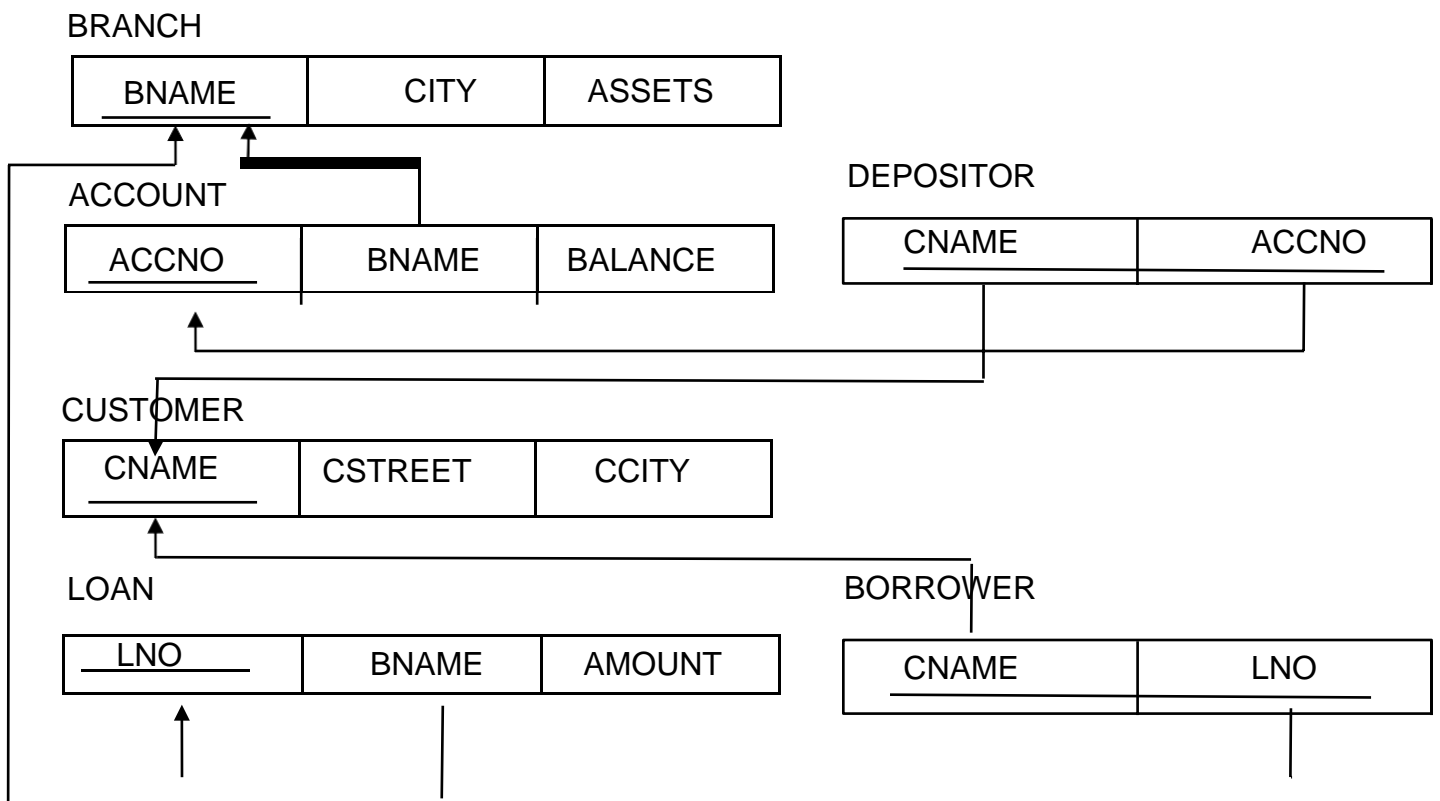 BRANCH
BNAME CITY ASSETS
ACCOUNT
ACCNO BNAME BALANCE
DEPOSITOR
CNAME ACCNO
CUSTOMER
CNAME CSTREET CCITY
LOAN
LNO BNAME AMOUNT
BORROWER
CNAME LNO